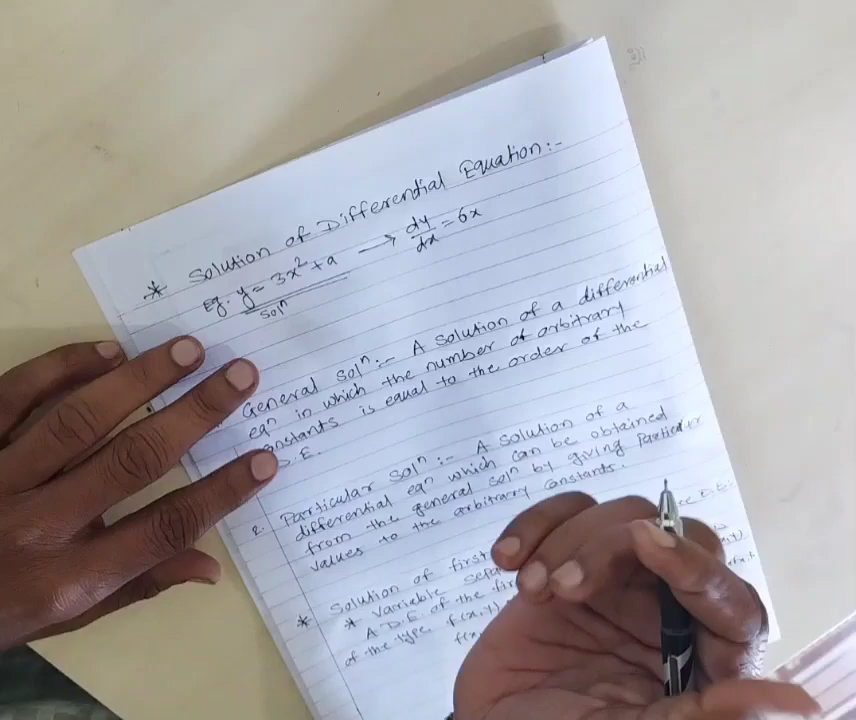 * Solution of Differential Equation:-
Eg. y = 3x² + a → dy/dx = 6x
Solⁿ
General Solⁿ:- A Solution of a differential
eqⁿ in which the number of arbitrary
constants is equal to the order of the
D.E.
2. Particular Solⁿ:- A Solution of a
differential eqⁿ which can be obtained
from the general Solⁿ by giving Particular
values to the arbitrary constants.
* Solution of first
* Variable D.E:-
A D.E. of the
of the type f(x,y)